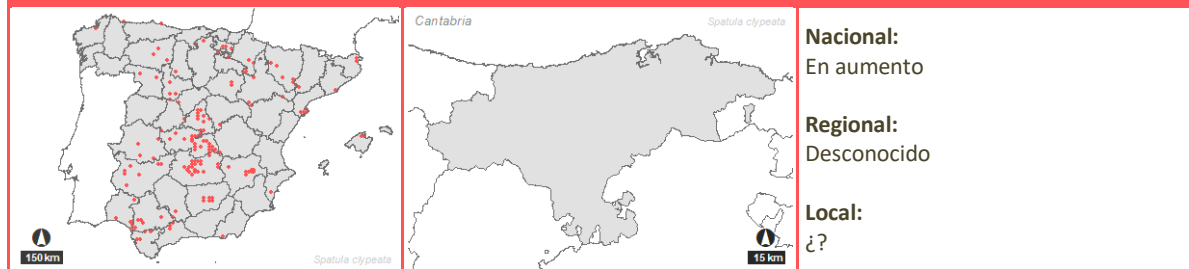 150 km
Spatula clypeata
Cantabria
Spatula clypeata
15 km
Nacional:
En aumento
Regional:
Desconocido
Local:
¿?